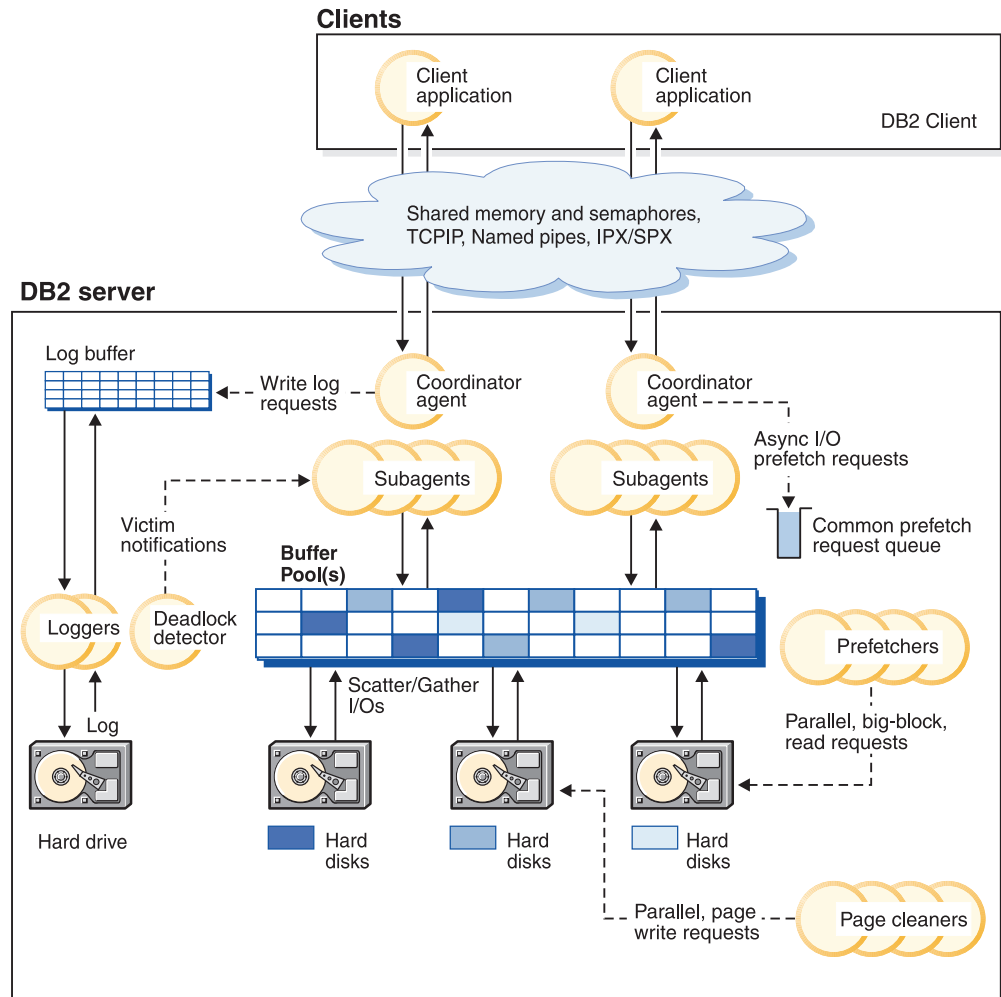 Clients
Client
application
Client
application
DB2 Client
Shared memory and semaphores,
TCPIP, Named pipes, IPX/SPX
DB2 server
Log buffer
Write log
requests
Coordinator
agent
Coordinator
agent
Async I/O
prefetch requests
Subagents
Subagents
Victim
notifications
Common prefetch
request queue
Buffer
Pool(s)
Loggers
Deadlock
detector
Prefetchers
Scatter/Gather
I/Os
Log
Parallel, big-block,
read requests
Hard drive
Hard
disks
Hard
disks
Hard
disks
Parallel, page
write requests
Page cleaners